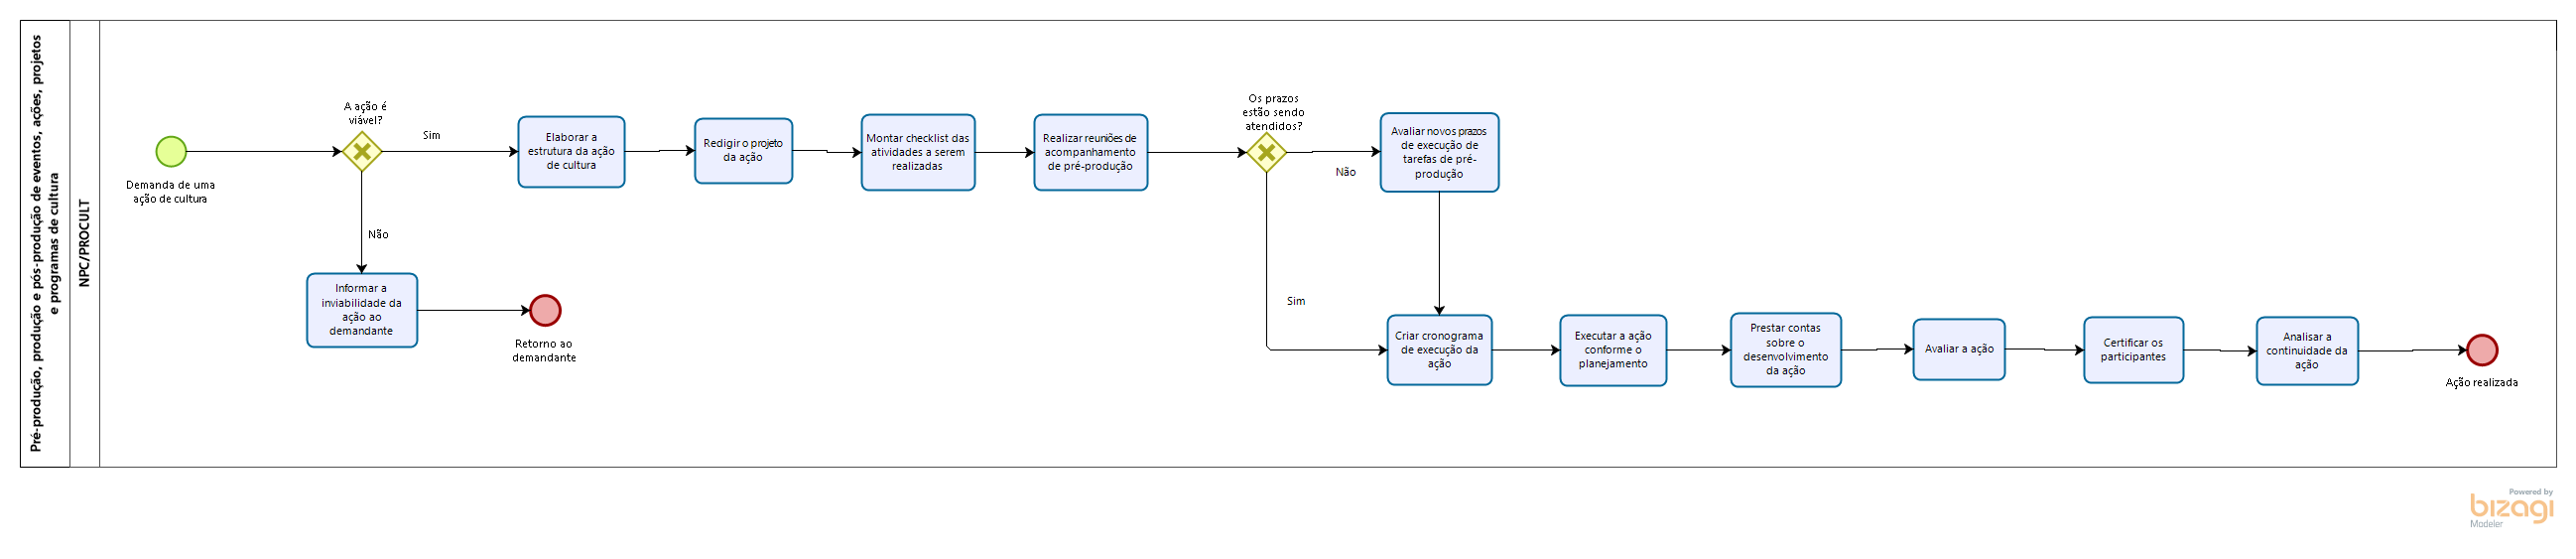 Pré-produção, produção e pós-produção de eventos, ações, projetos
e programas de cultura
NPC/PROCULT
Demanda de uma
ação de cultura
A ação é
viável?
Sim
Não
Informar a
inviabilidade da
ação ao
demandante
Retorno ao
demandante
Elaborar a
estrutura da ação
de cultura
Redigir o projeto
da ação
Montar checklist das
atividades a serem
realizadas
Realizar reuniões de
acompanhamento
de pré-produção
Os prazos
estão sendo
atendidos?
Não
Sim
Avaliar novos prazos
de execução de
tarefas de pré-
produção
Criar cronograma
de execução da
ação
Executar a ação
conforme o
planejamento
Prestar contas
sobre o
desenvolvimento
da ação
Avaliar a ação
Certificar os
participantes
Analisar a
continuidade da
ação
Ação realizada
Powered by
bizagi
Modeler